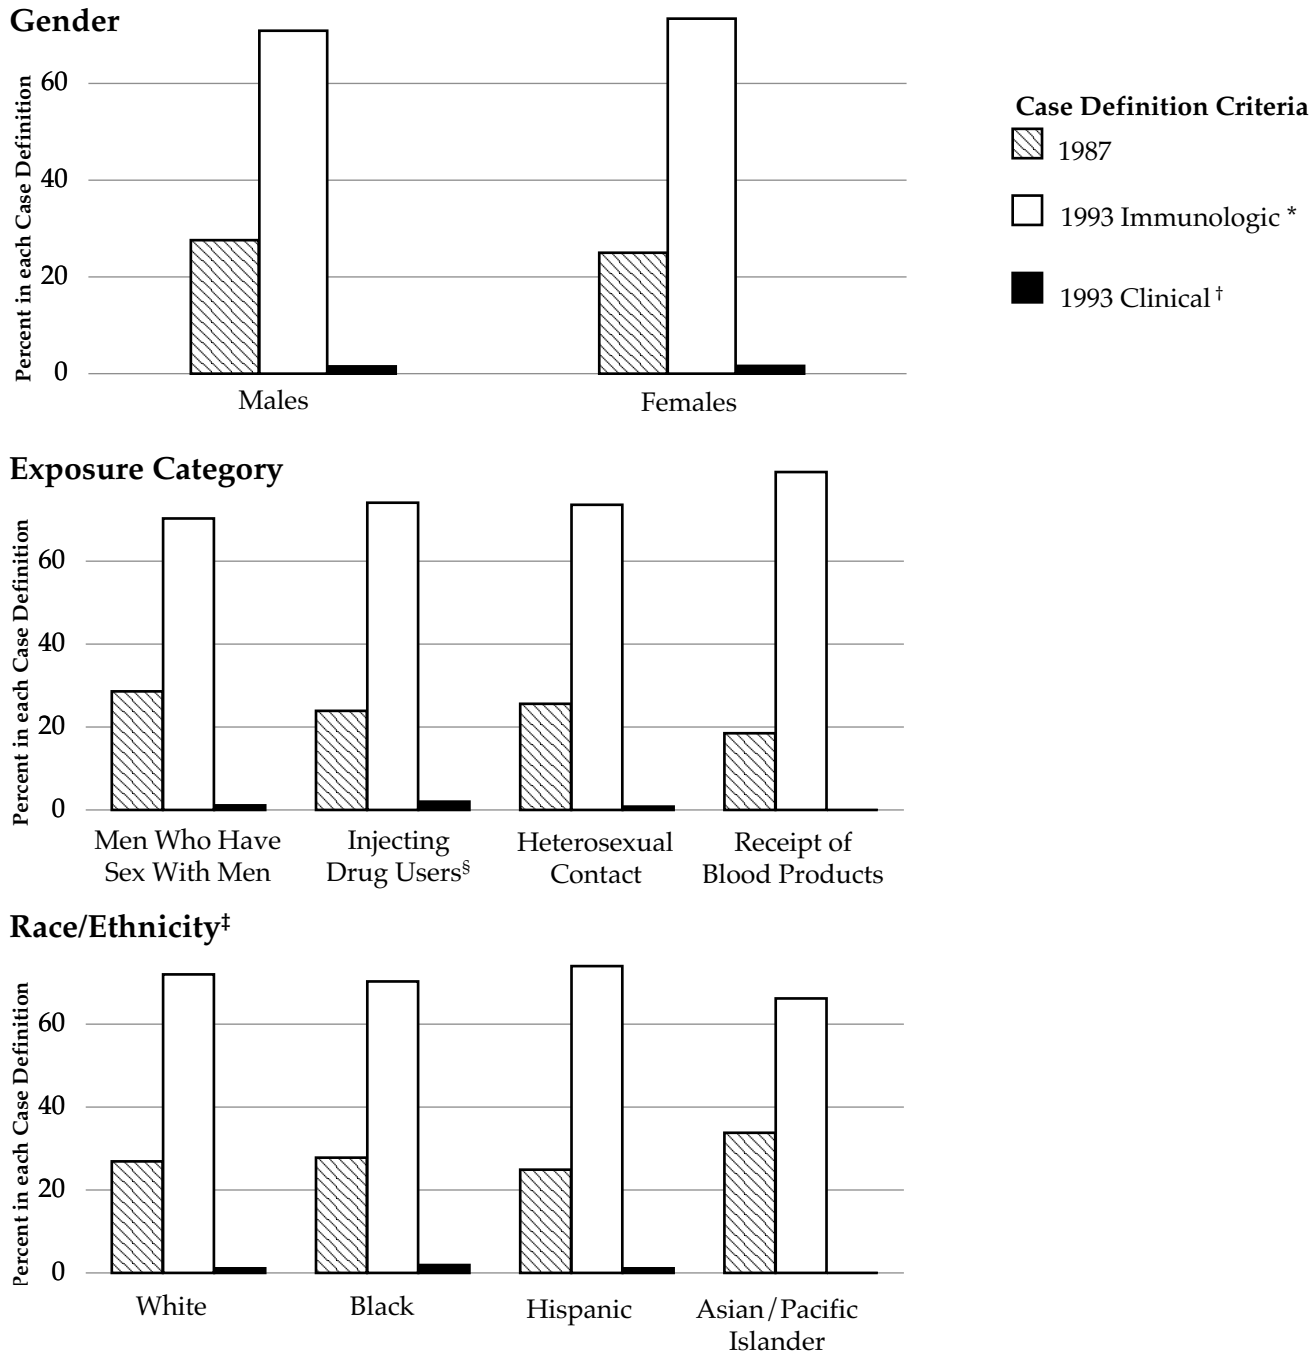 Gender
Percent in each Case Definition
60
40
20
0
Males
Females
Case Definition Criteria
1987
1993 Immunologic *
1993 Clinical †
Exposure Category
Percent in each Case Definition
60
40
20
0
Men Who Have
Sex With Men
Injecting
Drug Users§
Heterosexual
Contact
Receipt of
Blood Products
Race/Ethnicity‡
Percent in each Case Definition
60
40
20
0
White
Black
Hispanic
Asian/Pacific
Islander